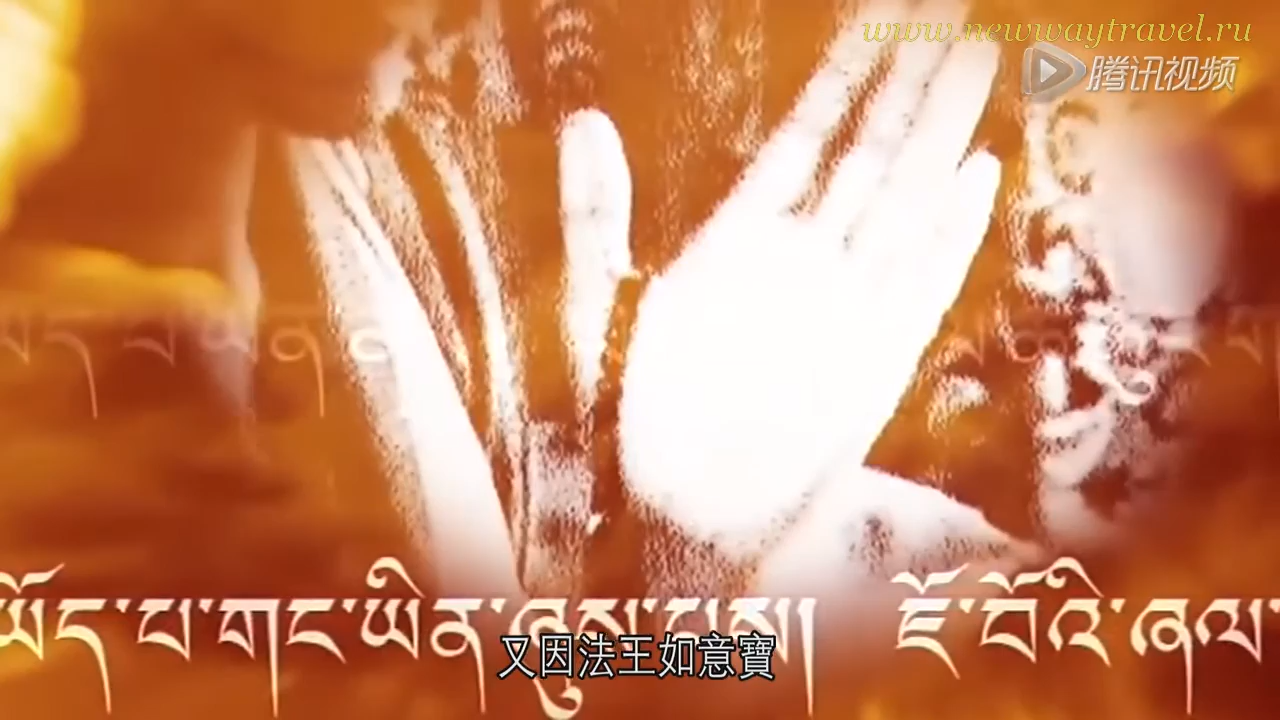 www.newwaytravel.ru
腾讯视频
ཡོད་པ་གང་ཡིན་ཞུས་པས། ཇོ་བོའི་ཞལ་
又因法王如意寶